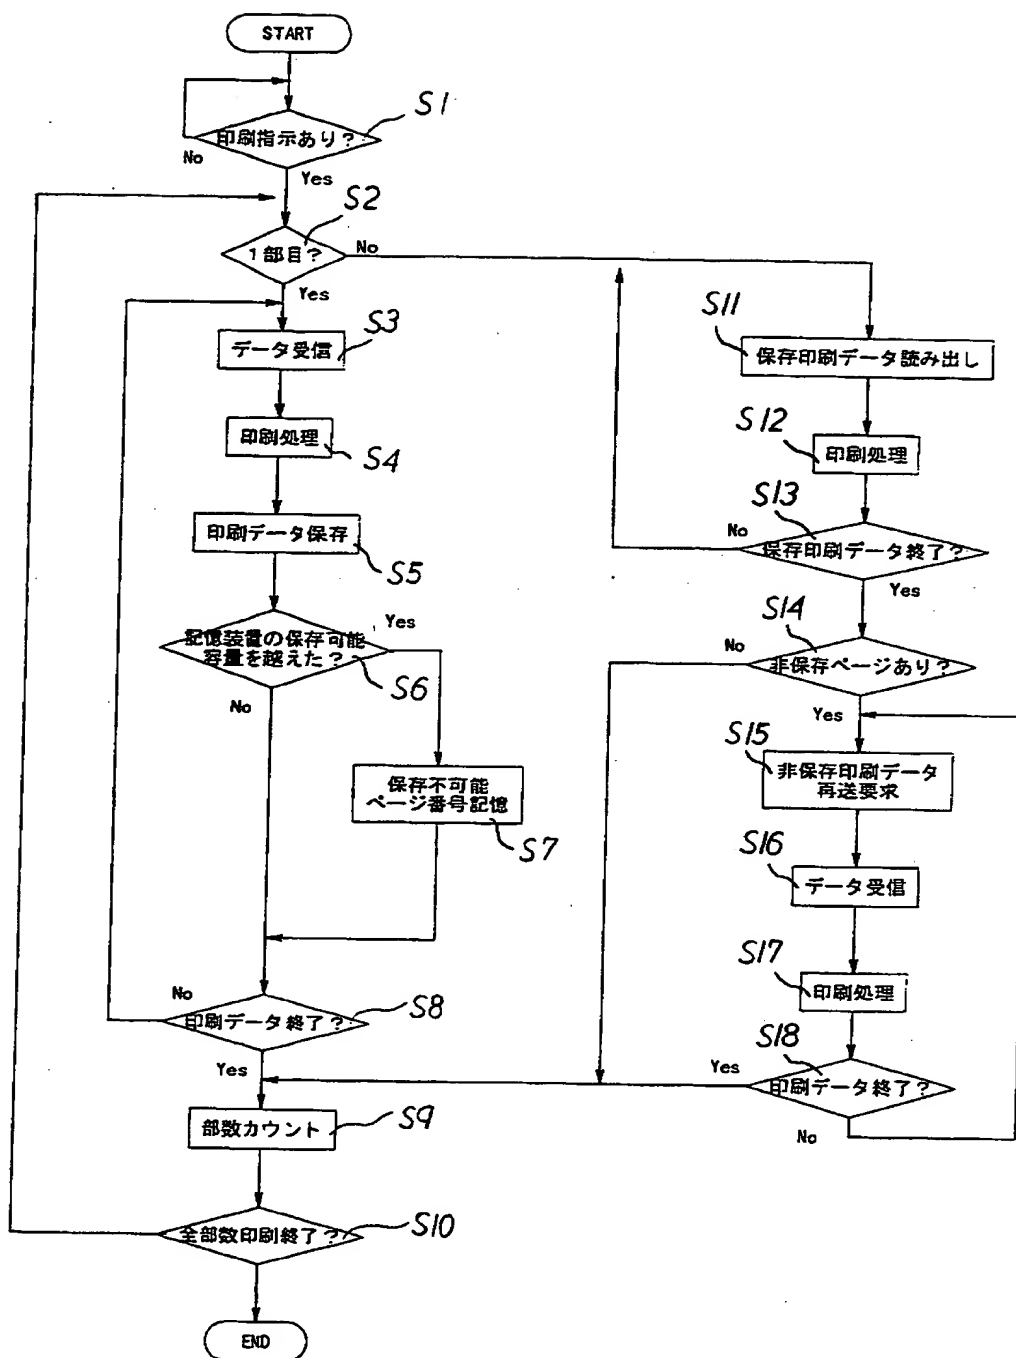 START
S1
印刷指示あり?
No
Yes
S2
1部目?
No
Yes
S3
データ受信
印刷処理
S4
印刷データ保存
S5
Yes
記憶装置の保存可能
容量を越えた?
S6
No
保存不可能
ページ番号記憶
S7
No
印刷データ終了?
S8
Yes
部数カウント
S9
全部数印刷終了?
S10
END
S11
保存印刷データ読み出し
S12
印刷処理
S13
No
保存印刷データ終了?
Yes
S14
No
非保存ページあり?
Yes
S15
非保存印刷データ
再送要求
S16
データ受信
S17
印刷処理
S18
Yes
印刷データ終了?
No